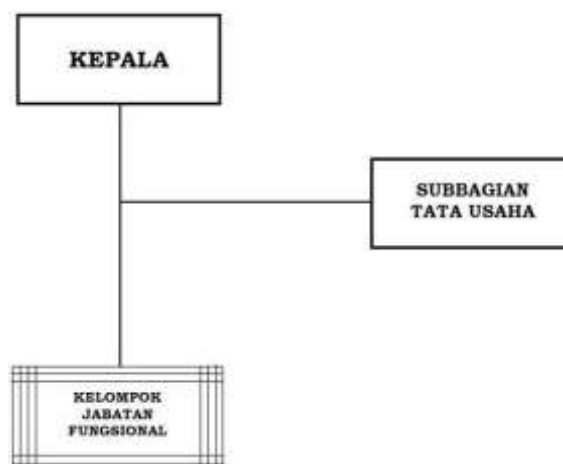 KEPALA
SUBBAGIAN
TATA USAHA
KELOMPOK
JABATAN
FUNGSIONAL